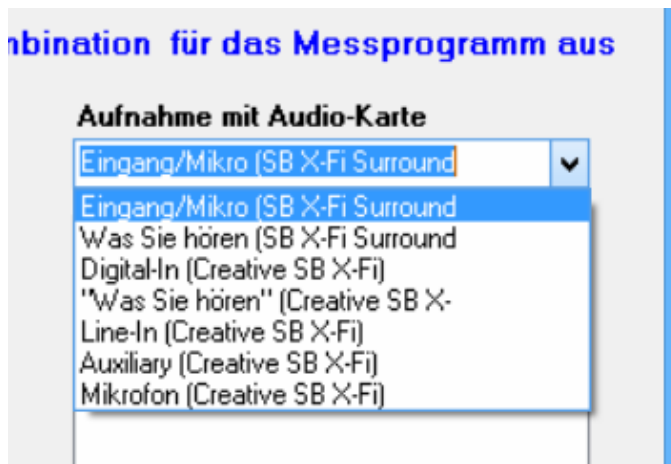 für das Messprogramm aus
Aufnahme mit Audio-Karte
Eingang/Mikro (SB X-Fi Surround
Eingang/Mikro (SB X-Fi Surround
Was Sie hören (SB X-Fi Surround
Digital-In (Creative SB X-Fi)
"Was Sie hören" (Creative SB X-
Line-In (Creative SB X-Fi)
Auxiliary (Creative SB X-Fi)
Mikrofon (Creative SB X-Fi)